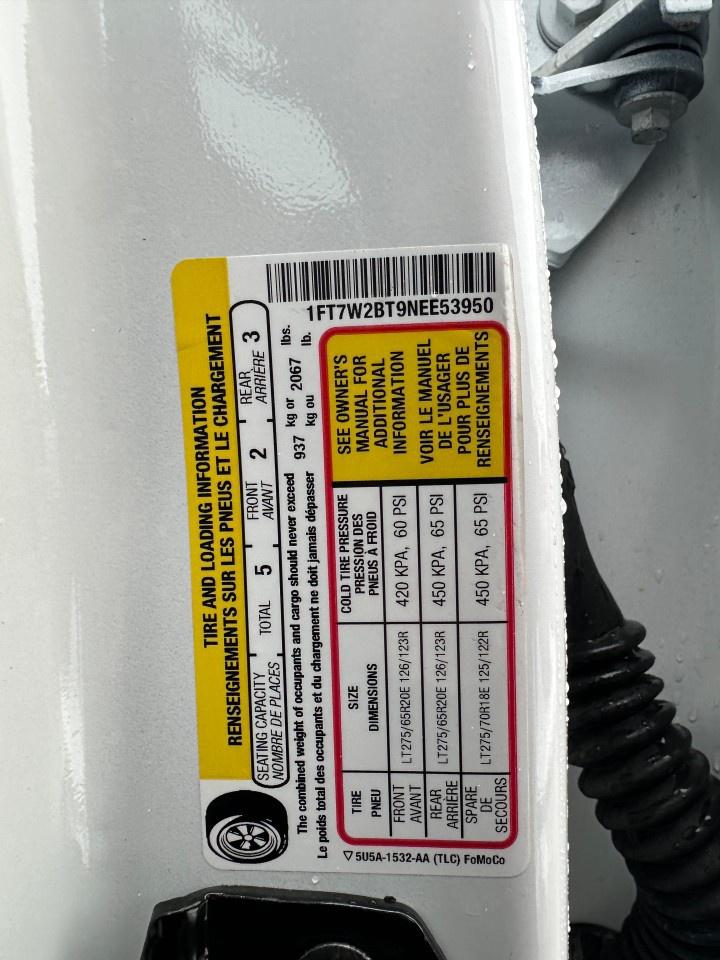 TIRE AND LOADING INFORMATION
RENSEIGNEMENTS SUR LES PNEUS ET LE CHARGEMENT
SEATING CAPACITY
NOMBRE DE PLACES
TOTAL 5
FRONT
AVANT 2
REAR
ARRIÈRE 3
The combined weight of occupants and cargo should never exceed 937 kg or 2067 lbs.
Le poids total des occupants et du chargement ne doit jamais dépasser kg ou lb.
1FT7W2BT9NEE53950
TIRE
PNEU
SIZE
DIMENSIONS
COLD TIRE PRESSURE
PRESSION DES
PNEUS À FROID
FRONT
AVANT
LT275/65R20E 126/123R
420 KPA, 60 PSI
REAR
ARRIÈRE
LT275/65R20E 126/123R
450 KPA, 65 PSI
SPARE
DE
SECOURS
LT275/70R18E 125/122R
450 KPA, 65 PSI
SEE OWNER'S
MANUAL FOR
ADDITIONAL
INFORMATION
VOIR LE MANUEL
DE L'USAGER
POUR PLUS DE
RENSEIGNEMENTS
▽ 5U5A-1532-AA (TLC) FoMoCo